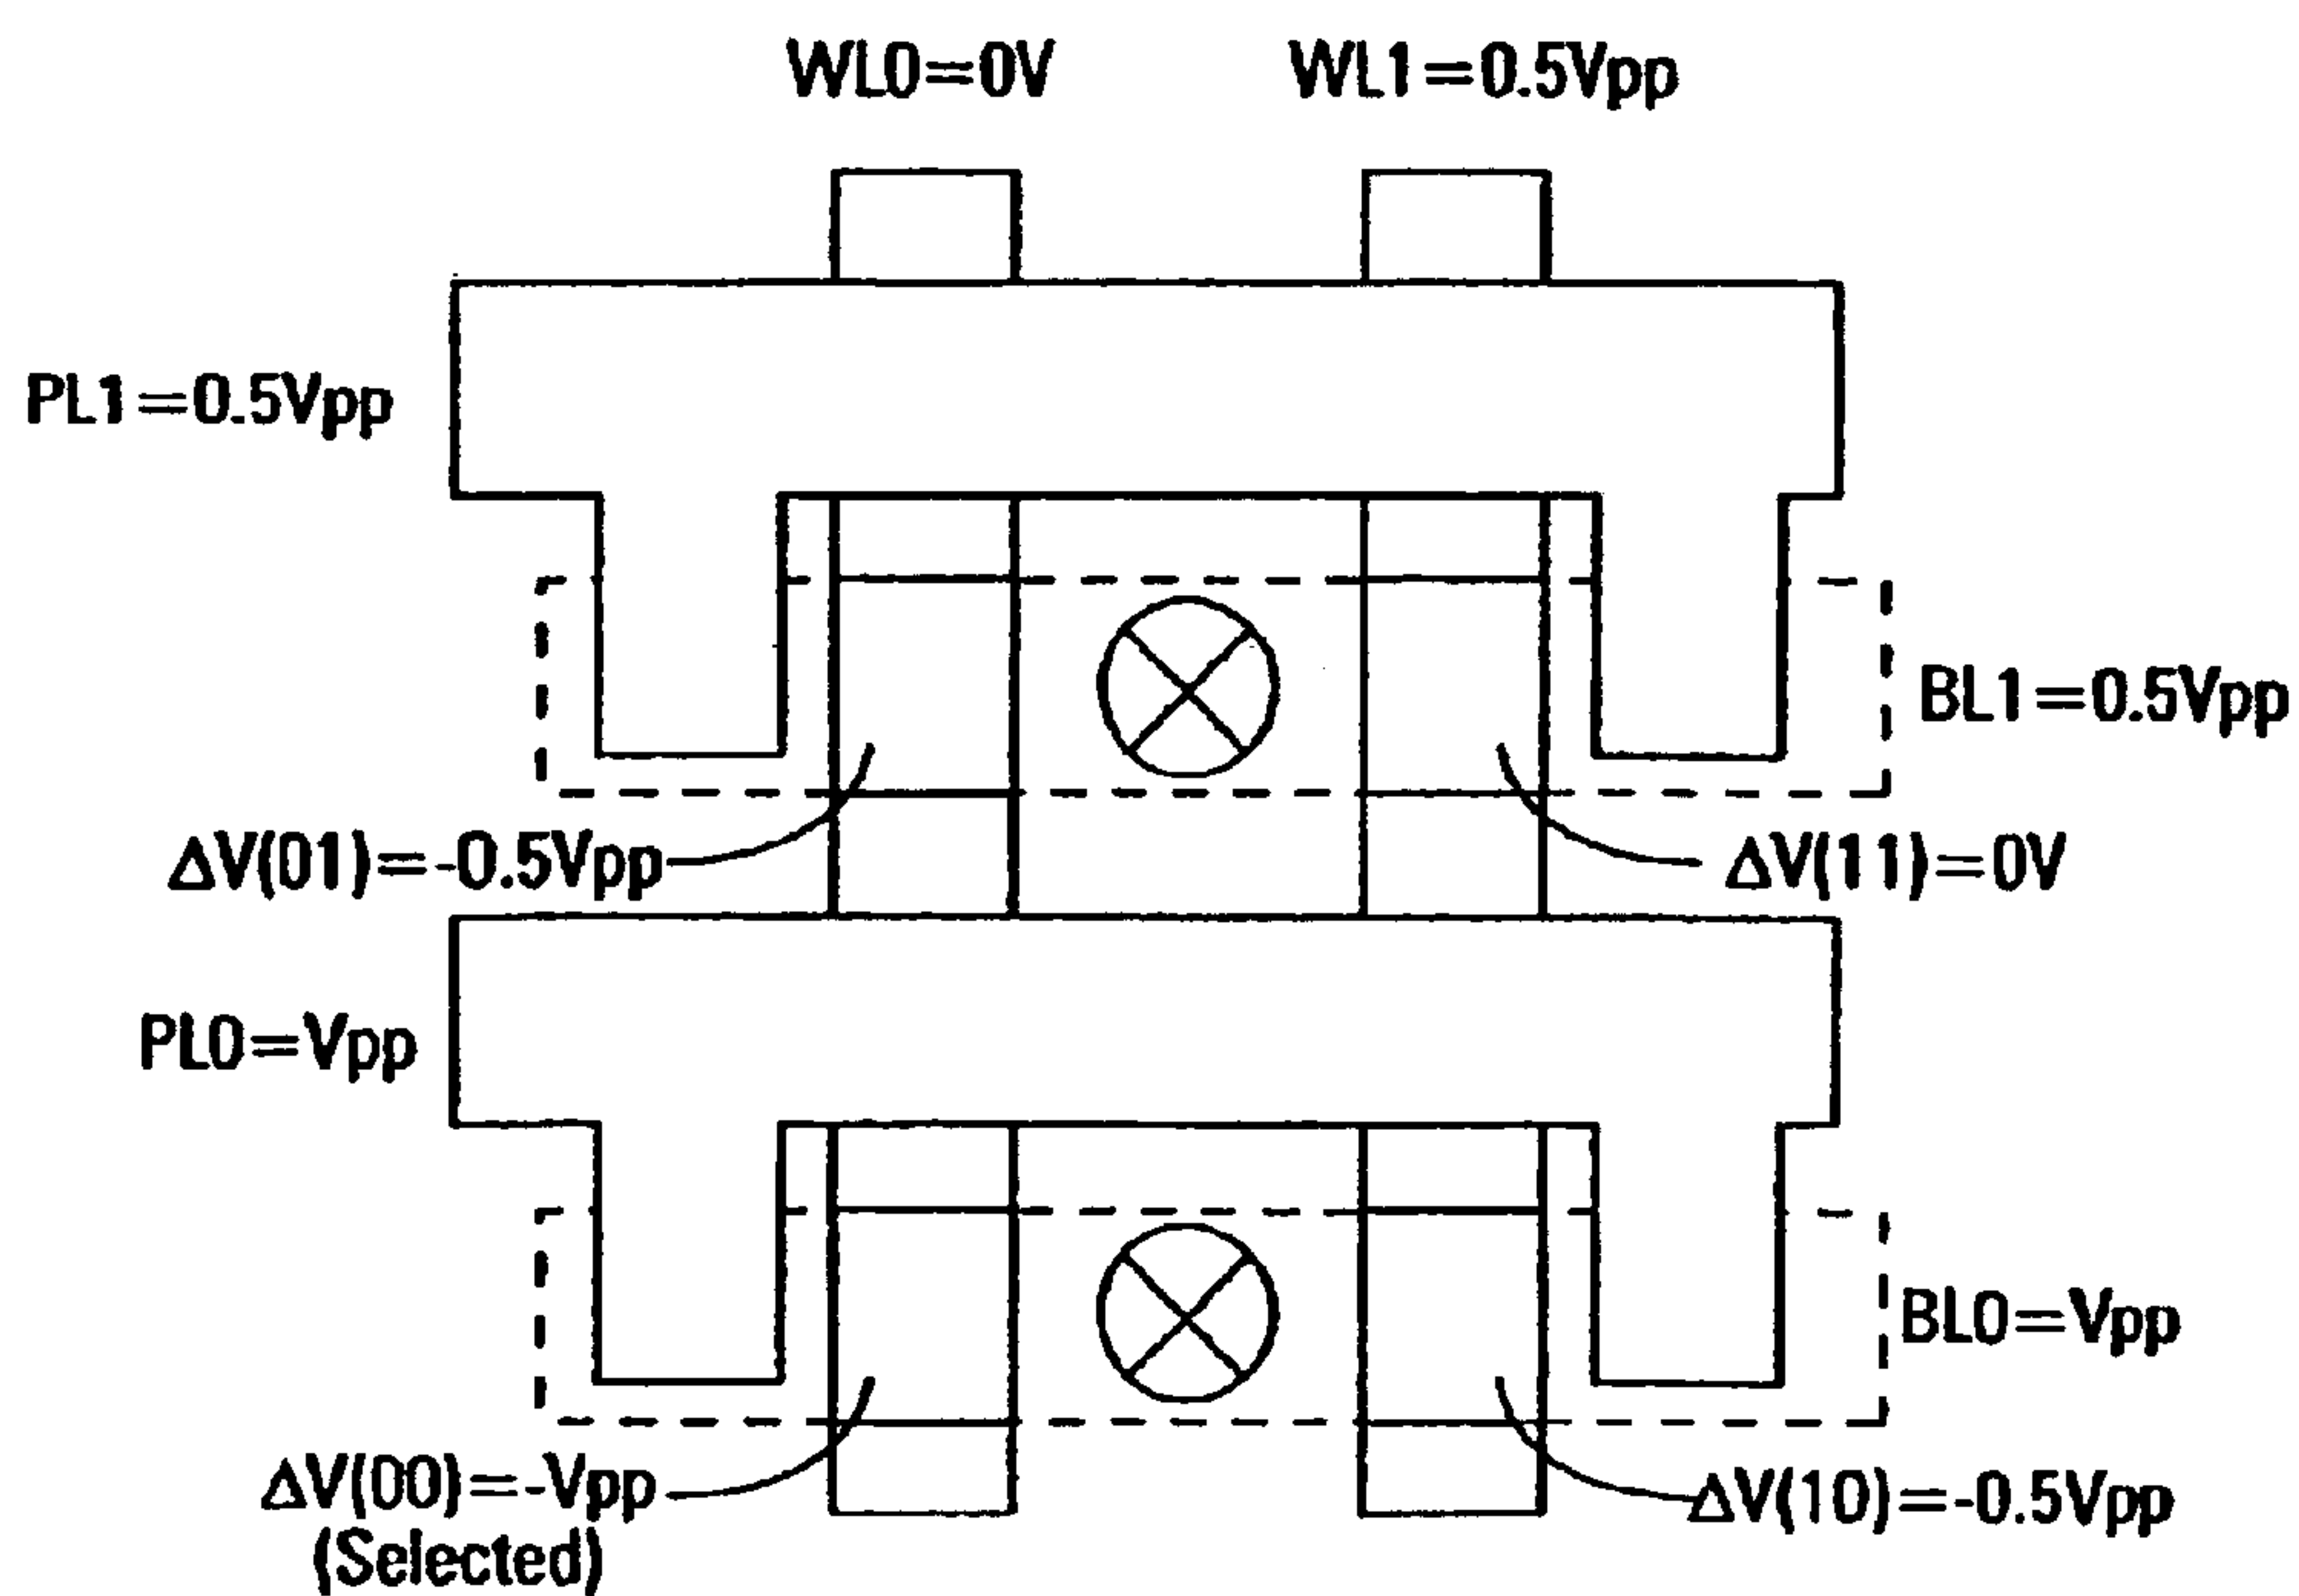 WL0=0V WL1=0.5Vpp
PL1=0.5Vpp
BL1=0.5Vpp
ΔV(01)=-0.5Vpp ΔV(11)=0V
PL0=Vpp
BL0=Vpp
ΔV(00)=-Vpp ΔV(10)=-0.5Vpp
(Selected)